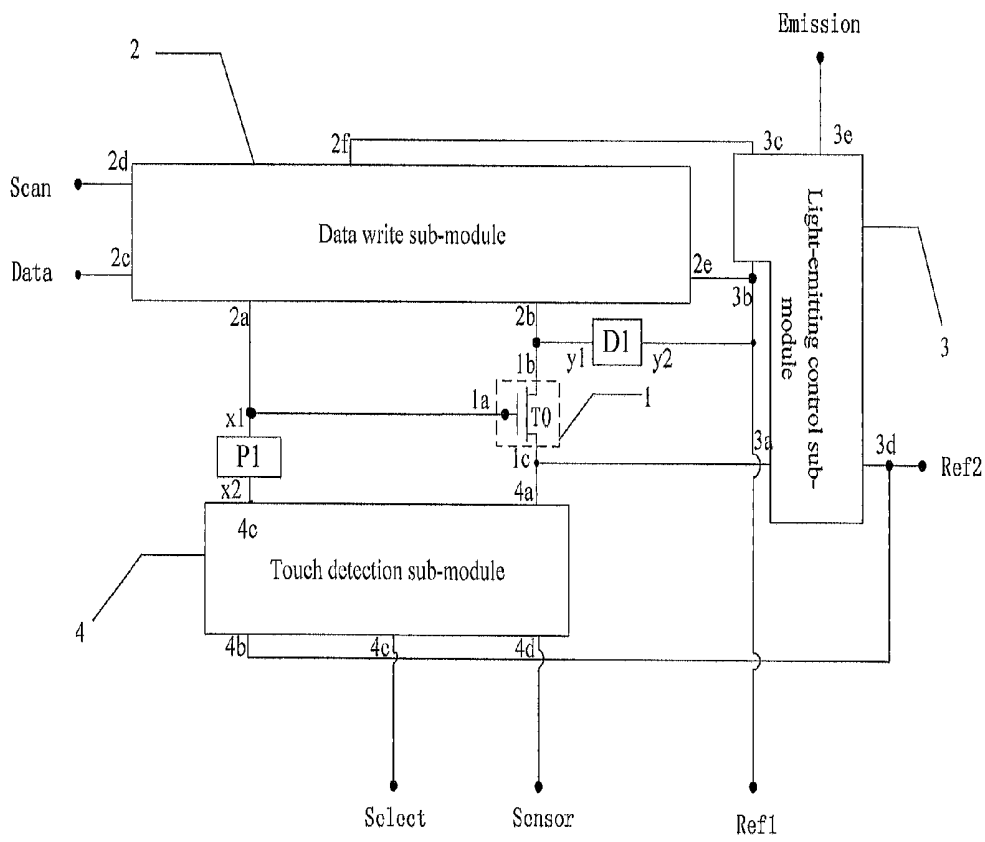 Emission
2
2f
3c
3e
2d
Scan
Data write sub-module
Light-emitting control sub-
module
2c
Data
2e
3b
3
2a
2b
y1
D1
y2
1b
1a
T0
1
x1
1c
3a
3d
P1
Ref2
x2
4a
4e
Touch detection sub-module
4
4b
4c
4d
Select
Sensor
Ref1